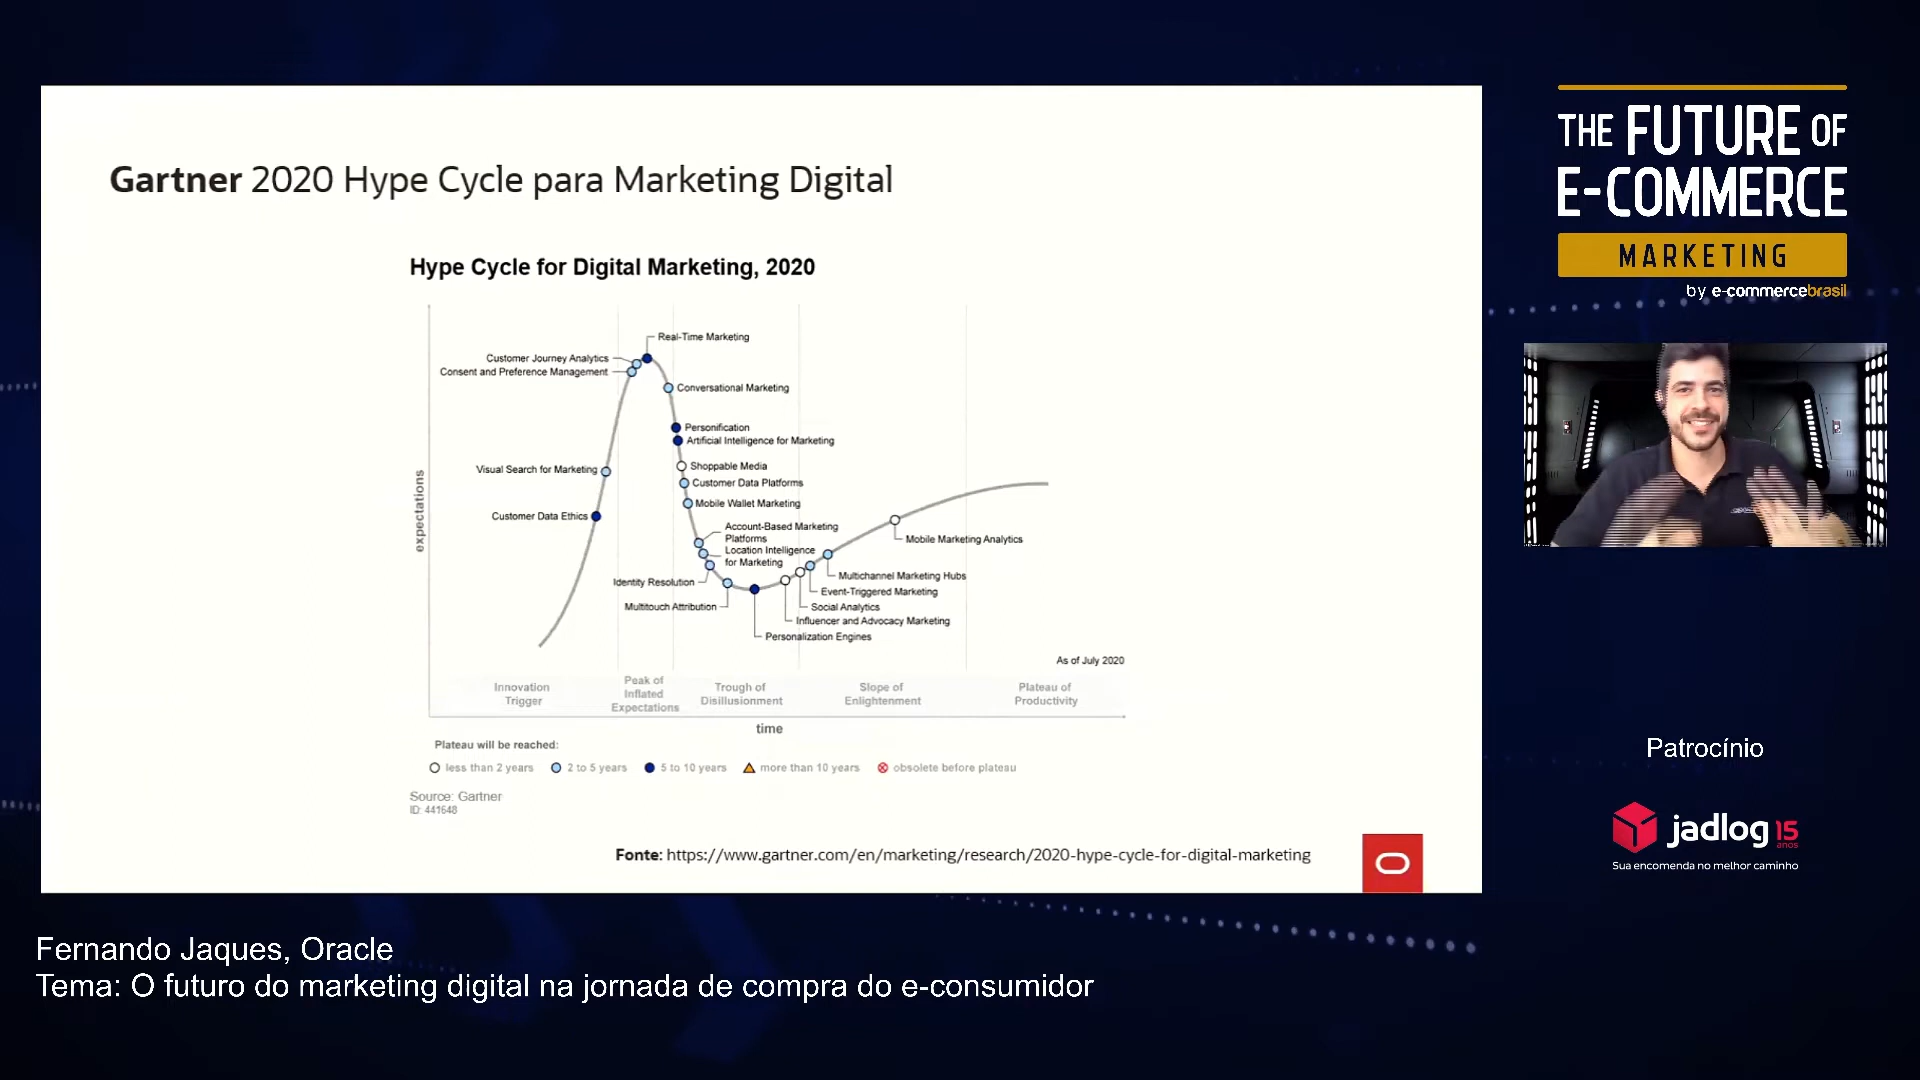 Gartner 2020 Hype Cycle para Marketing Digital
Hype Cycle for Digital Marketing, 2020
expectations
Real-Time Marketing
Customer Journey Analytics
Consent and Preference Management
Conversational Marketing
Personification
Artificial Intelligence for Marketing
Visual Search for Marketing
Shoppable Media
Customer Data Platforms
Mobile Wallet Marketing
Customer Data Ethics
Account-Based Marketing
Platforms
Location Intelligence
for Marketing
Identity Resolution
Multitouch Attribution
Mobile Marketing Analytics
Multichannel Marketing Hubs
Event-Triggered Marketing
Social Analytics
Influencer and Advocacy Marketing
Personalization Engines
As of July 2020
Innovation
Trigger
Peak of
Inflated
Expectations
Trough of
Disillusionment
Slope of
Enlightenment
Plateau of
Productivity
time
Plateau will be reached:
less than 2 years
2 to 5 years
5 to 10 years
more than 10 years
obsolete before plateau
Source: Gartner
ID: 441648
Fonte: https://www.gartner.com/en/marketing/research/2020-hype-cycle-for-digital-marketing
THE FUTURE OF
E-COMMERCE
MARKETING
by e-commercebrasil
Patrocínio
jadlog 15
anos
Sua encomenda no melhor caminho
Fernando Jaques, Oracle
Tema: O futuro do marketing digital na jornada de compra do e-consumidor